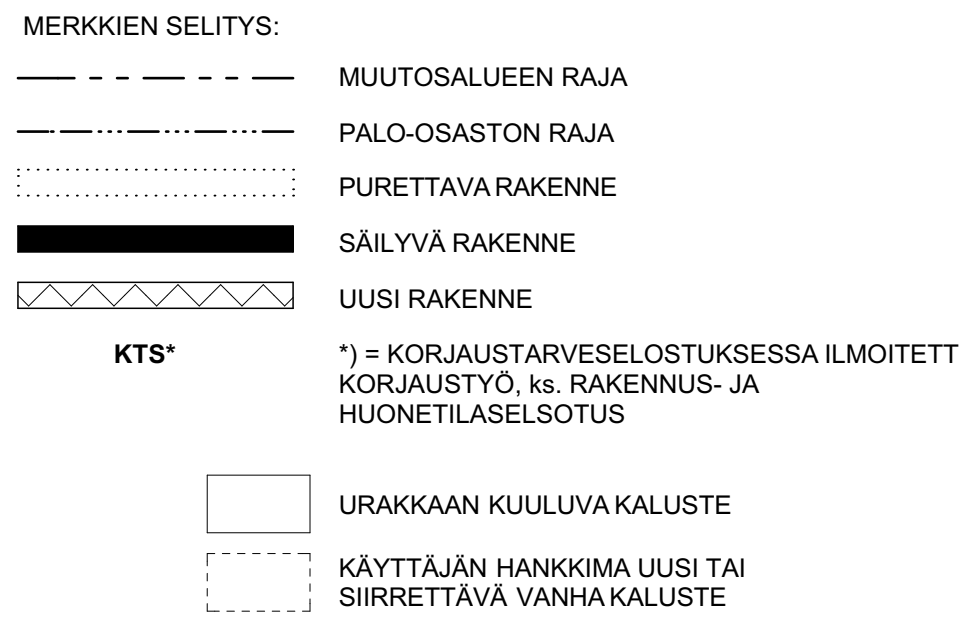 MERKKIEN SELITYS:
MUUTOSALUEEN RAJA
PALO-OSASTON RAJA
PURETTAVA RAKENNE
SÄILYVÄ RAKENNE
UUSI RAKENNE
KTS* *) = KORJAUSTARVESELOSTUKSESSA ILMOITETT
KORJAUSTYÖ, ks. RAKENNUS- JA
HUONETILASELSOTUS
URAKKAAN KUULUVA KALUSTE
KÄYTTÄJÄN HANKKIMA UUSI TAI
SIIRRETTÄVÄ VANHA KALUSTE